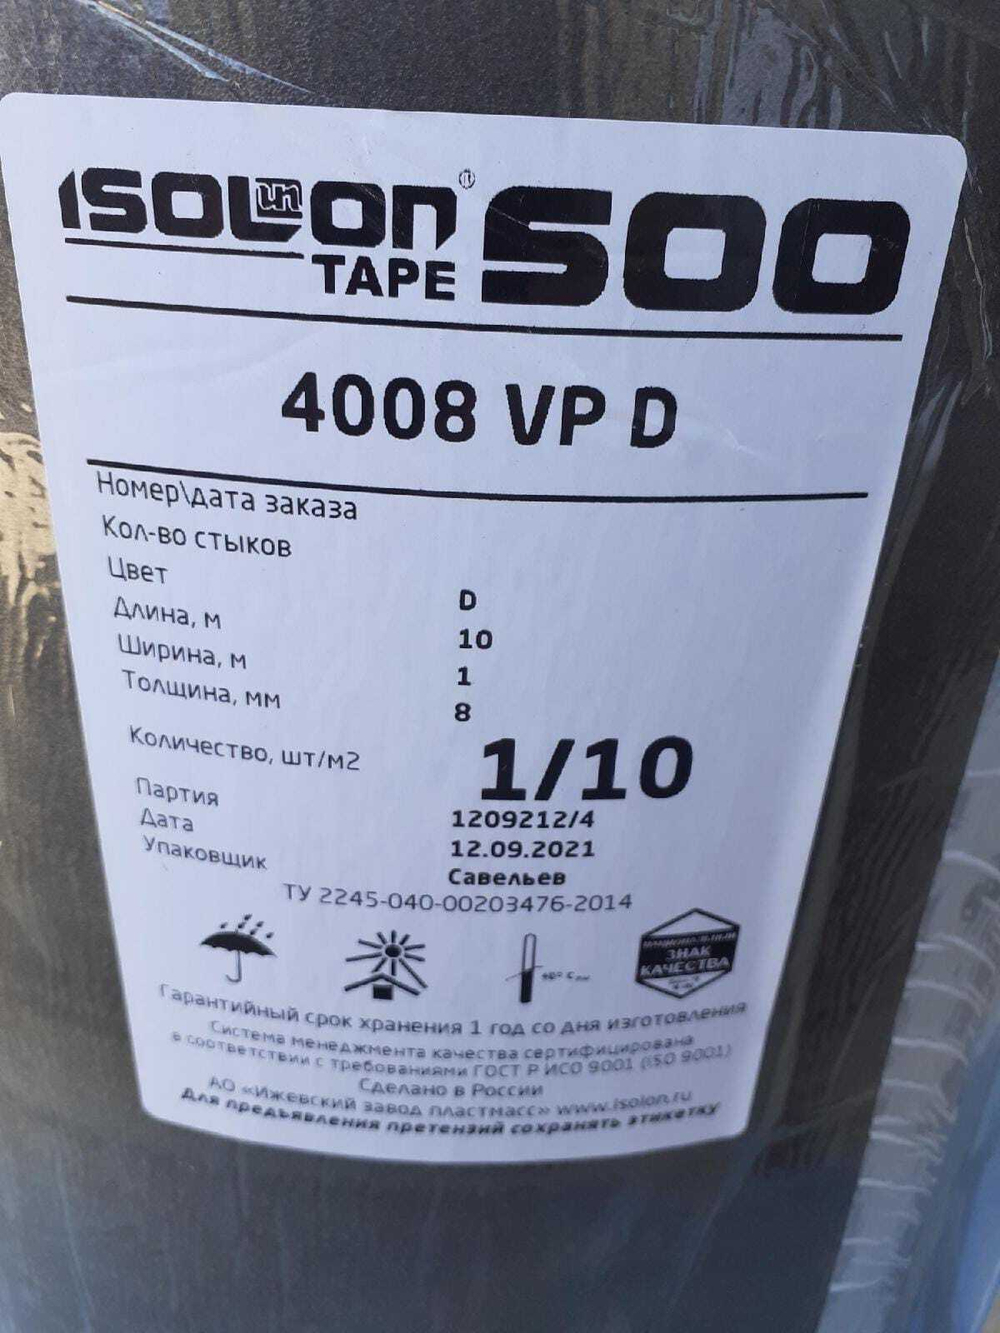 ISOLON® 500
TAPE
4008 VP D
Номер\дата заказа
Кол-во стыков
Цвет D
Длина, м 10
Ширина, м 1
Толщина, мм 8
Количество, шт/м2 1/10
Партия 1209212/4
Дата 12.09.2021
Упаковщик Савельев
ТУ 2245-040-00203476-2014
НАЦИОНАЛЬНЫЙ
ЗНАК
КАЧЕСТВА
Гарантийный срок хранения 1 год со дня изготовления
Система менеджмента качества сертифицирована
в соответствии с требованиями ГОСТ Р ИСО 9001 (ISO 9001)
Сделано в России
АО «Ижевский завод пластмасс» www.isolon.ru
Для предъявления претензий сохранять этикетку